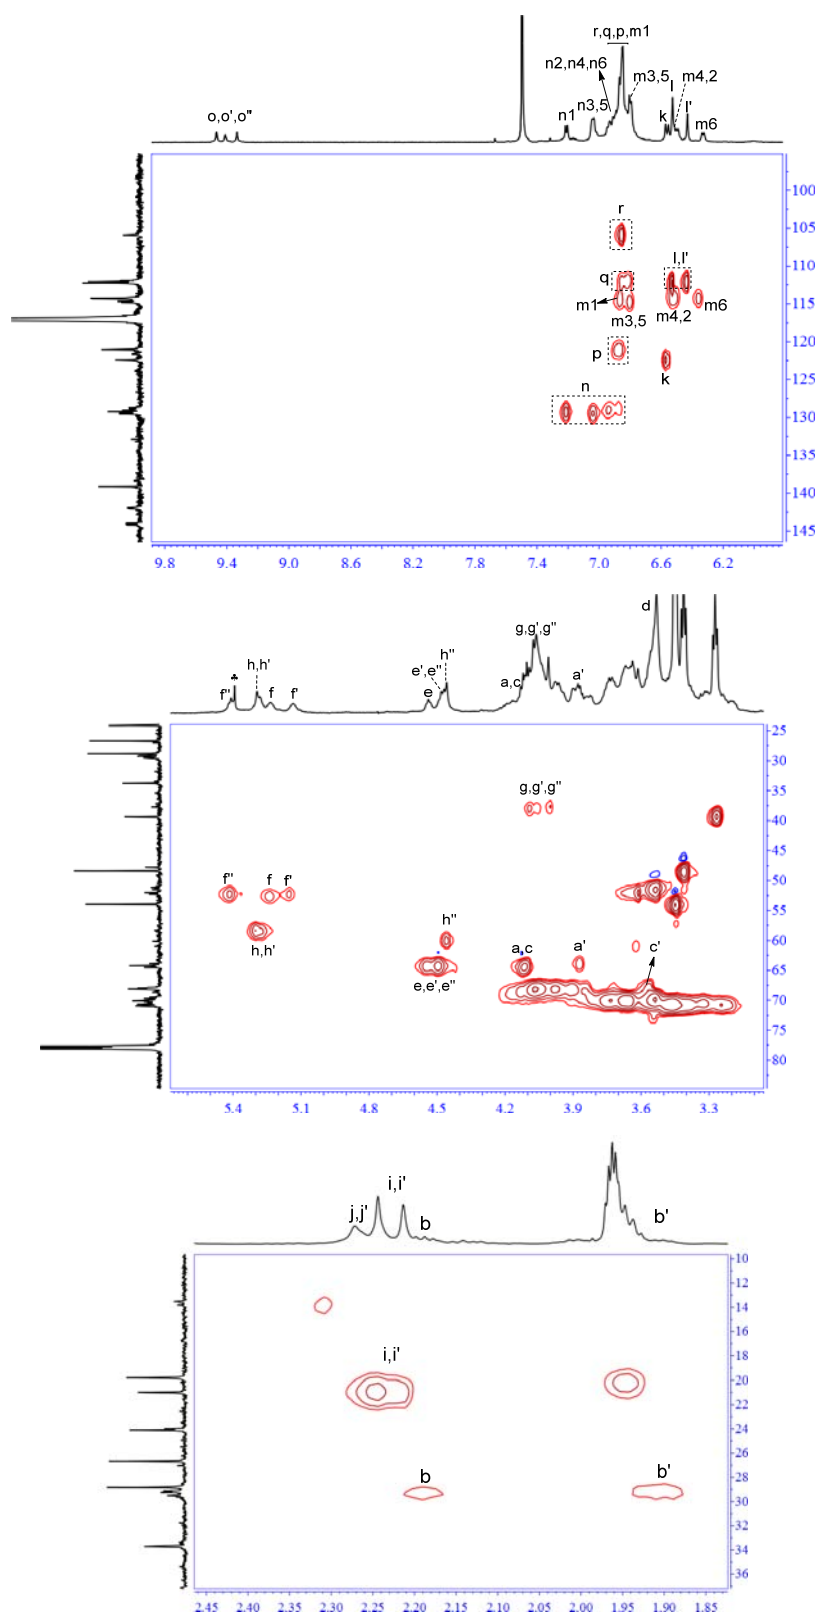 r,q,p,m1
n2,n4,n6
m3,5
m4,2
l
o,o',o''
n1
n3,5
k
l'
m6
r
q
l,l'
m1
m3,5
m4,2
m6
p
k
n
100
105
110
115
120
125
130
135
140
145
9.8 9.4 9.0 8.6 8.2 7.8 7.4 7.0 6.6 6.2
d
g,g',g''
h''
h,h'
e',e''
f''
♣
f
f'
e
a,c
a'
g,g',g''
f''
f
f'
h''
h,h'
a,c
a'
c'
e,e',e''
25
30
35
40
45
50
55
60
65
70
75
80
5.4 5.1 4.8 4.5 4.2 3.9 3.6 3.3
i,i'
j,j'
b
b'
i,i'
b
b'
10
12
14
16
18
20
22
24
26
28
30
32
34
36
2.45 2.40 2.35 2.30 2.25 2.20 2.15 2.10 2.05 2.00 1.95 1.90 1.85